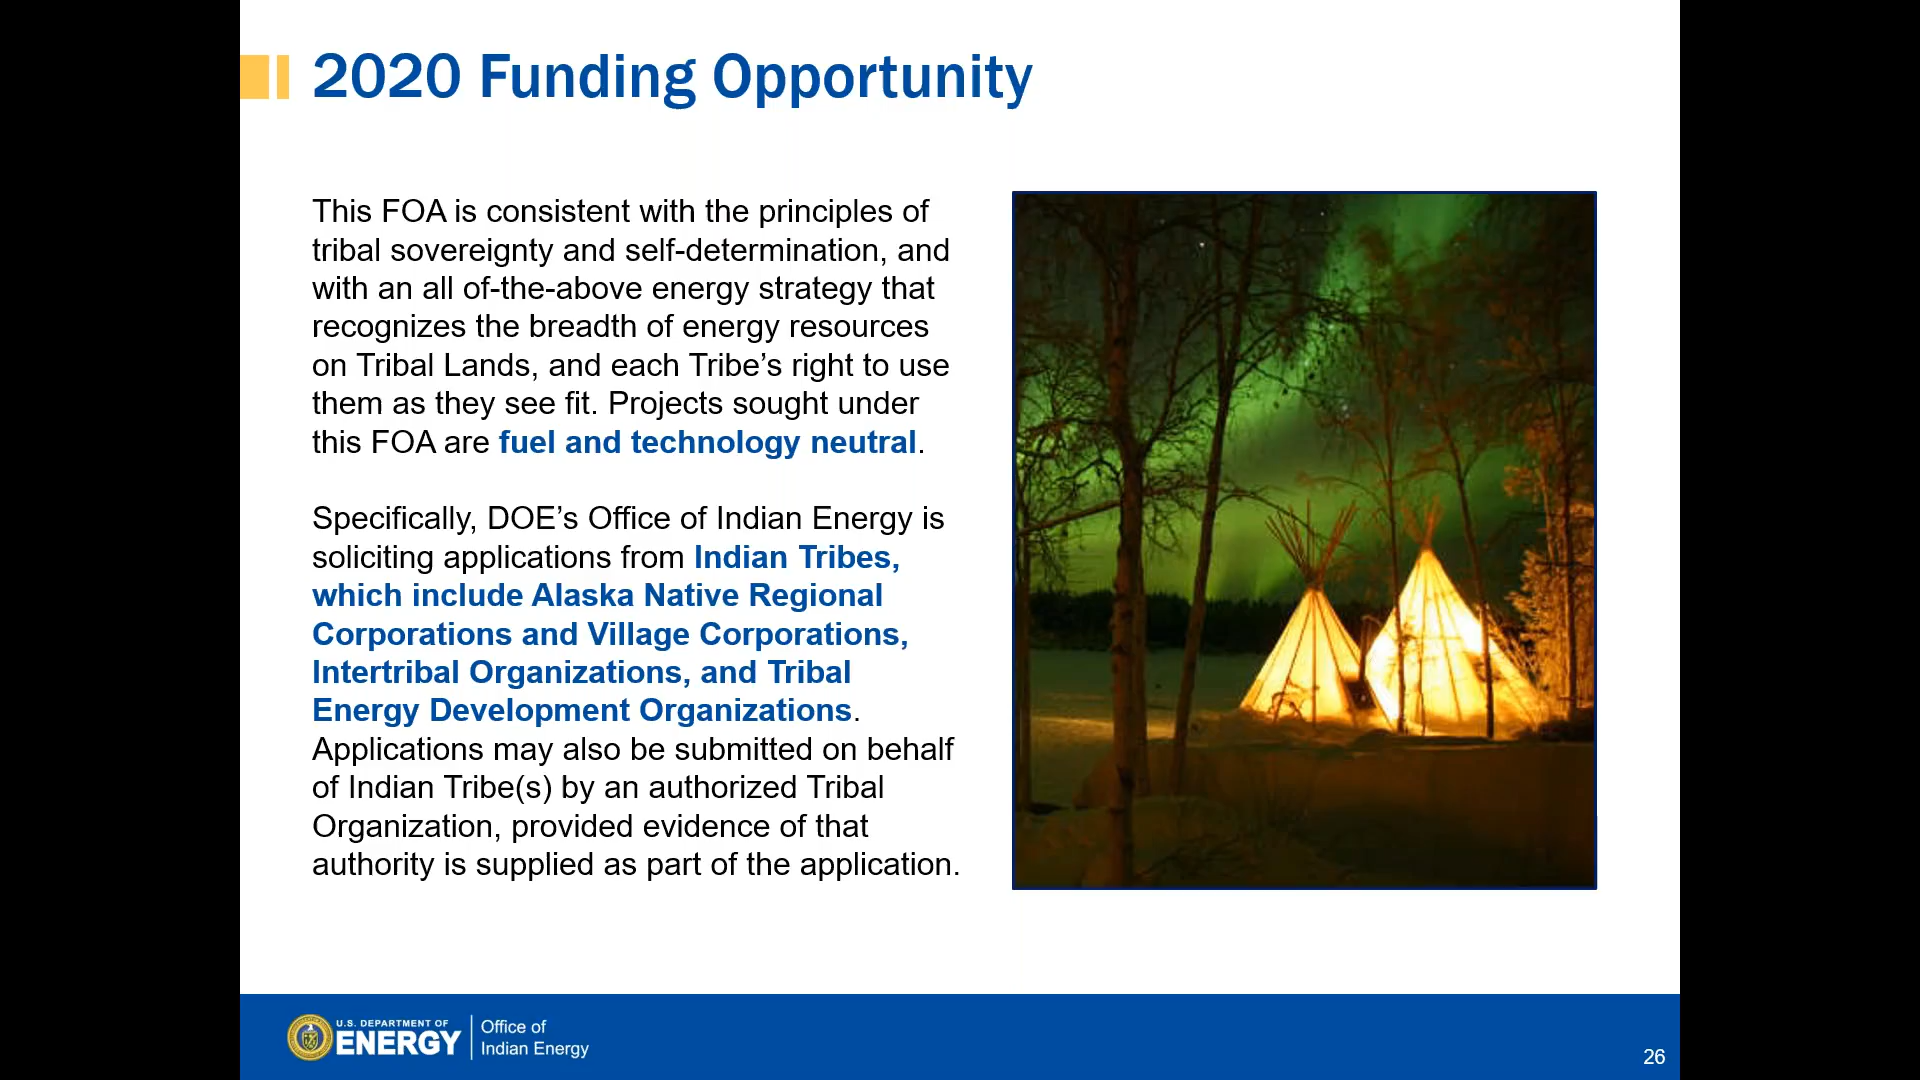 2020 Funding Opportunity
This FOA is consistent with the principles of
tribal sovereignty and self-determination, and
with an all of-the-above energy strategy that
recognizes the breadth of energy resources
on Tribal Lands, and each Tribe’s right to use
them as they see fit. Projects sought under
this FOA are fuel and technology neutral.
Specifically, DOE’s Office of Indian Energy is
soliciting applications from Indian Tribes,
which include Alaska Native Regional
Corporations and Village Corporations,
Intertribal Organizations, and Tribal
Energy Development Organizations.
Applications may also be submitted on behalf
of Indian Tribe(s) by an authorized Tribal
Organization, provided evidence of that
authority is supplied as part of the application.
U.S. DEPARTMENT OF
ENERGY
Office of
Indian Energy
26